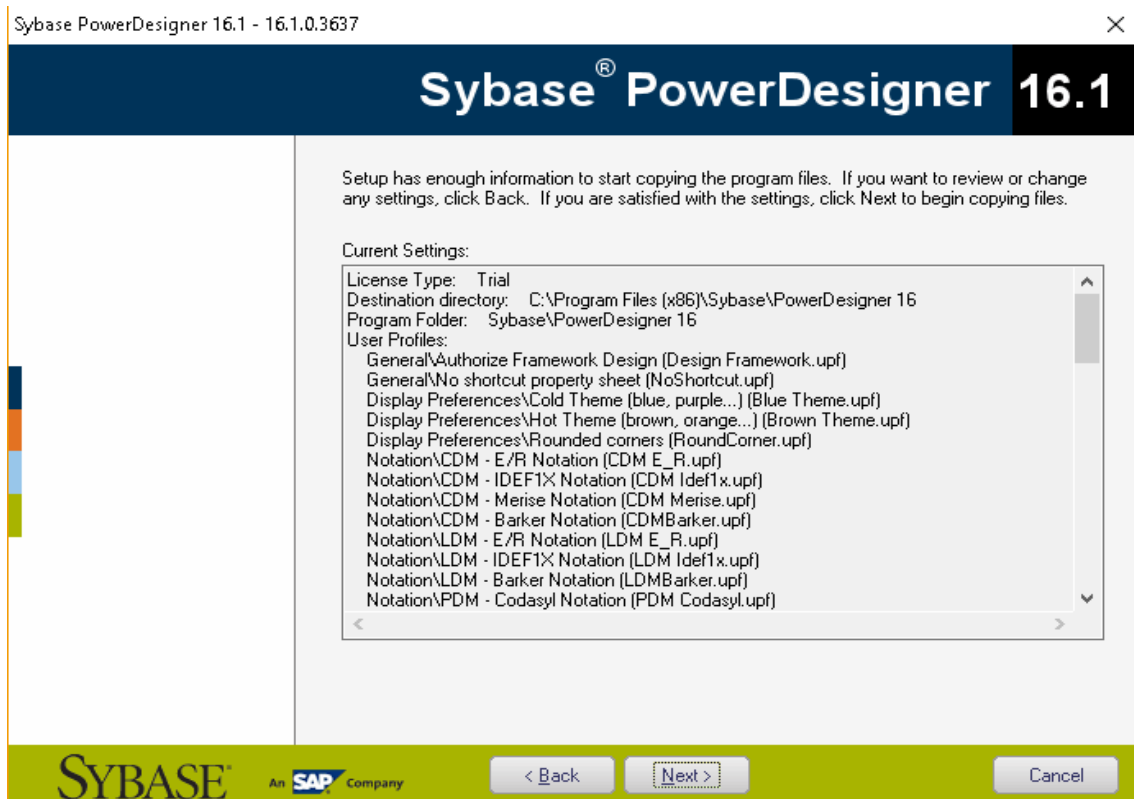 Sybase PowerDesigner 16.1 - 16.1.0.3637
Sybase® PowerDesigner 16.1
Setup has enough information to start copying the program files. If you want to review or change
any settings, click Back. If you are satisfied with the settings, click Next to begin copying files.
Current Settings:
License Type: Trial
Destination directory: C:\Program Files (x86)\Sybase\PowerDesigner 16
Program Folder: Sybase\PowerDesigner 16
User Profiles:
General\Authorize Framework Design (Design Framework.upf)
General\No shortcut property sheet (NoShortcut.upf)
Display Preferences\Cold Theme (blue, purple...) (Blue Theme.upf)
Display Preferences\Hot Theme (brown, orange...) (Brown Theme.upf)
Display Preferences\Rounded corners (RoundCorner.upf)
Notation\CDM - E/R Notation (CDM E_R.upf)
Notation\CDM - IDEF1X Notation (CDM Idef1x.upf)
Notation\CDM - Merise Notation (CDM Merise.upf)
Notation\CDM - Barker Notation (CDMBarker.upf)
Notation\LDM - E/R Notation (LDM E_R.upf)
Notation\LDM - IDEF1X Notation (LDM Idef1x.upf)
Notation\LDM - Barker Notation (LDMBarker.upf)
Notation\PDM - Codasyl Notation (PDM Codasyl.upf)
SYBASE® An SAP Company
< Back
Next >
Cancel